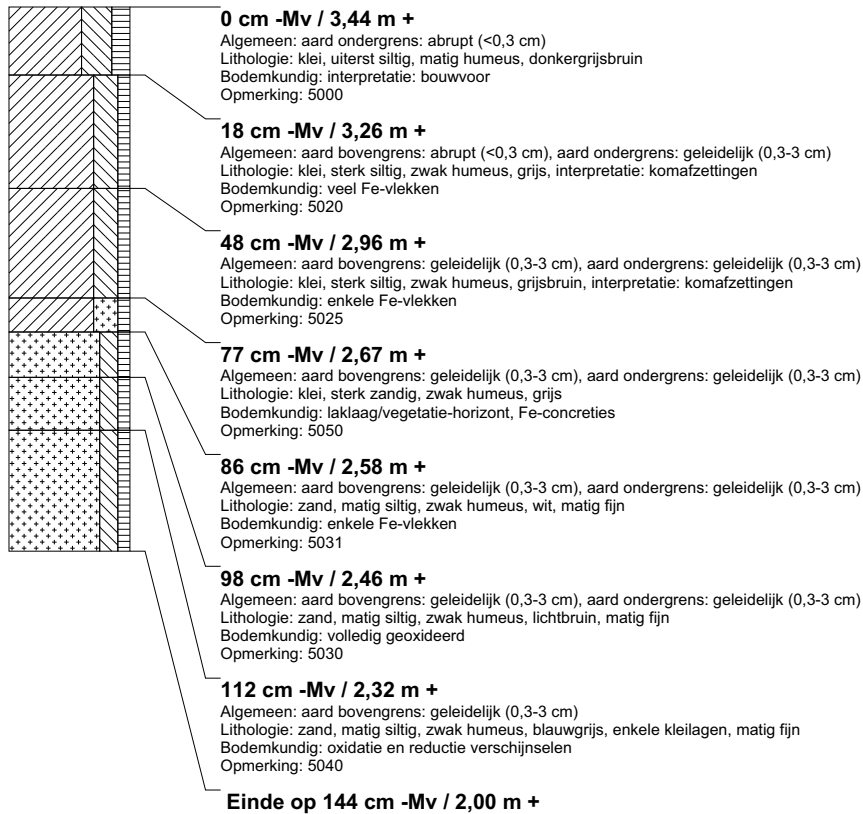 0 cm -Mv / 3,44 m +
Algemeen: aard ondergrens: abrupt (<0,3 cm)
Lithologie: klei, uiterst siltig, matig humeus, donkergrijsbruin
Bodemkundig: interpretatie: bouwvoor
Opmerking: 5000
18 cm -Mv / 3,26 m +
Algemeen: aard bovengrens: abrupt (<0,3 cm), aard ondergrens: geleidelijk (0,3-3 cm)
Lithologie: klei, sterk siltig, zwak humeus, grijs, interpretatie: komafzettingen
Bodemkundig: veel Fe-vlekken
Opmerking: 5020
48 cm -Mv / 2,96 m +
Algemeen: aard bovengrens: geleidelijk (0,3-3 cm), aard ondergrens: geleidelijk (0,3-3 cm)
Lithologie: klei, sterk siltig, zwak humeus, grijsbruin, interpretatie: komafzettingen
Bodemkundig: enkele Fe-vlekken
Opmerking: 5025
77 cm -Mv / 2,67 m +
Algemeen: aard bovengrens: geleidelijk (0,3-3 cm), aard ondergrens: geleidelijk (0,3-3 cm)
Lithologie: klei, sterk zandig, zwak humeus, grijs
Bodemkundig: laklaag/vegetatie-horizont, Fe-concreties
Opmerking: 5050
86 cm -Mv / 2,58 m +
Algemeen: aard bovengrens: geleidelijk (0,3-3 cm), aard ondergrens: geleidelijk (0,3-3 cm)
Lithologie: zand, matig siltig, zwak humeus, wit, matig fijn
Bodemkundig: enkele Fe-vlekken
Opmerking: 5031
98 cm -Mv / 2,46 m +
Algemeen: aard bovengrens: geleidelijk (0,3-3 cm), aard ondergrens: geleidelijk (0,3-3 cm)
Lithologie: zand, matig siltig, zwak humeus, lichtbruin, matig fijn
Bodemkundig: volledig geoxideerd
Opmerking: 5030
112 cm -Mv / 2,32 m +
Algemeen: aard bovengrens: geleidelijk (0,3-3 cm)
Lithologie: zand, matig siltig, zwak humeus, blauwgrijs, enkele kleilagen, matig fijn
Bodemkundig: oxidatie en reductie verschijnselen
Opmerking: 5040
Einde op 144 cm -Mv / 2,00 m +